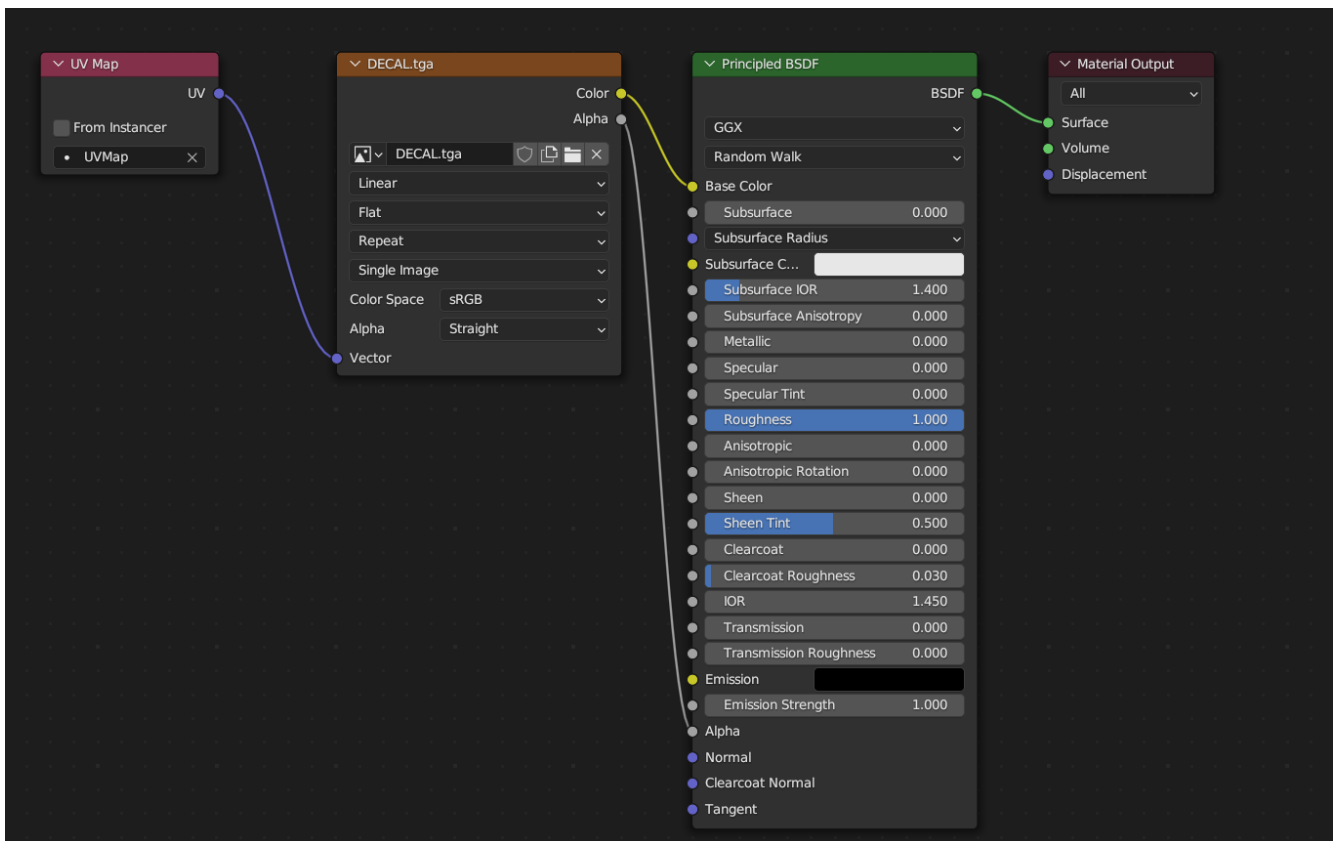 UV Map
UV
From Instancer
UVMap
DECAL.tga
Color
Alpha
DECAL.tga
Linear
Flat
Repeat
Single Image
Color Space sRGB
Alpha Straight
Vector
Principled BSDF
BSDF
GGX
Random Walk
Base Color
Subsurface 0.000
Subsurface Radius
Subsurface C...
Subsurface IOR 1.400
Subsurface Anisotropy 0.000
Metallic 0.000
Specular 0.000
Specular Tint 0.000
Roughness 1.000
Anisotropic 0.000
Anisotropic Rotation 0.000
Sheen 0.000
Sheen Tint 0.500
Clearcoat 0.000
Clearcoat Roughness 0.030
IOR 1.450
Transmission 0.000
Transmission Roughness 0.000
Emission
Emission Strength 1.000
Alpha
Normal
Clearcoat Normal
Tangent
Material Output
All
Surface
Volume
Displacement